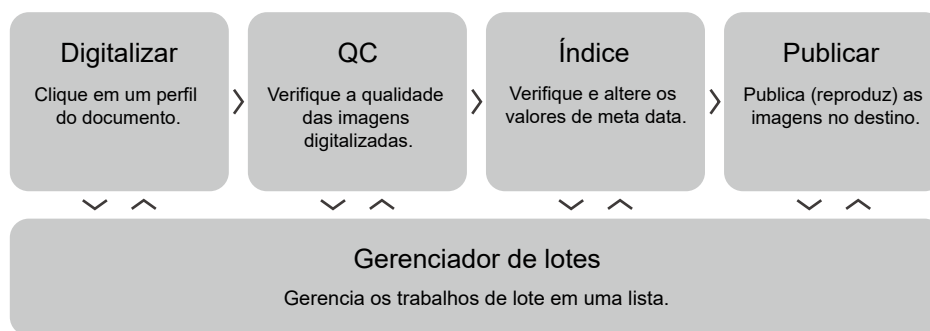 Digitalizar
Clique em um perfil
do documento.
QC
Verifique a qualidade
das imagens
digitalizadas.
Índice
Verifique e altere os
valores de meta data.
Publicar
Publica (reproduz) as
imagens no destino.
Gerenciador de lotes
Gerencia os trabalhos de lote em uma lista.